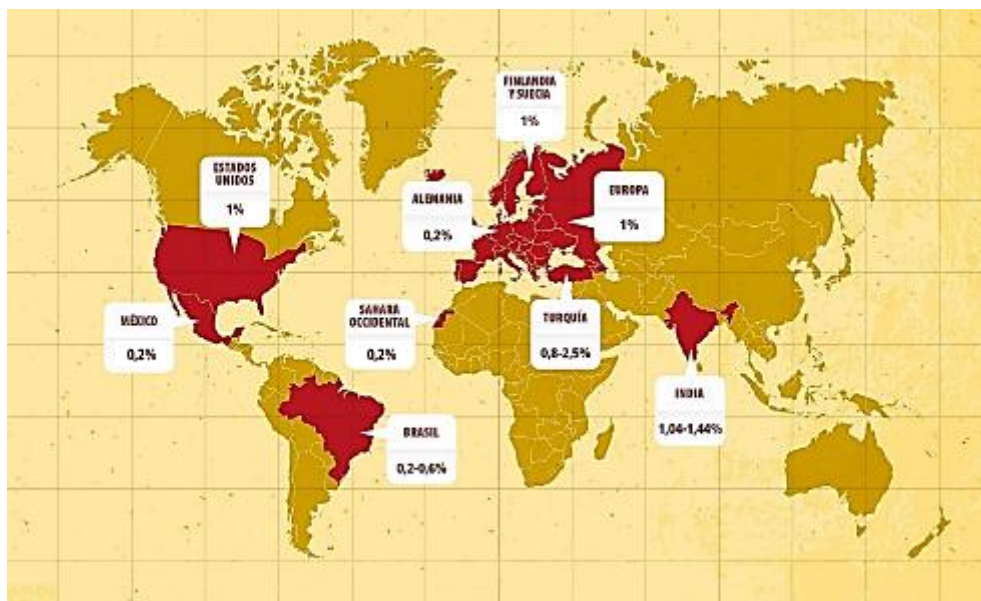 FINLANDIA
Y SUECIA
1%
ESTADOS
UNIDOS
1%
ALEMANIA
0,2%
EUROPA
1%
MÉXICO
0,2%
SAHARA
OCCIDENTAL
0,2%
TURQUÍA
0,8-2,5%
INDIA
1,04-1,44%
BRASIL
0,2-0,6%